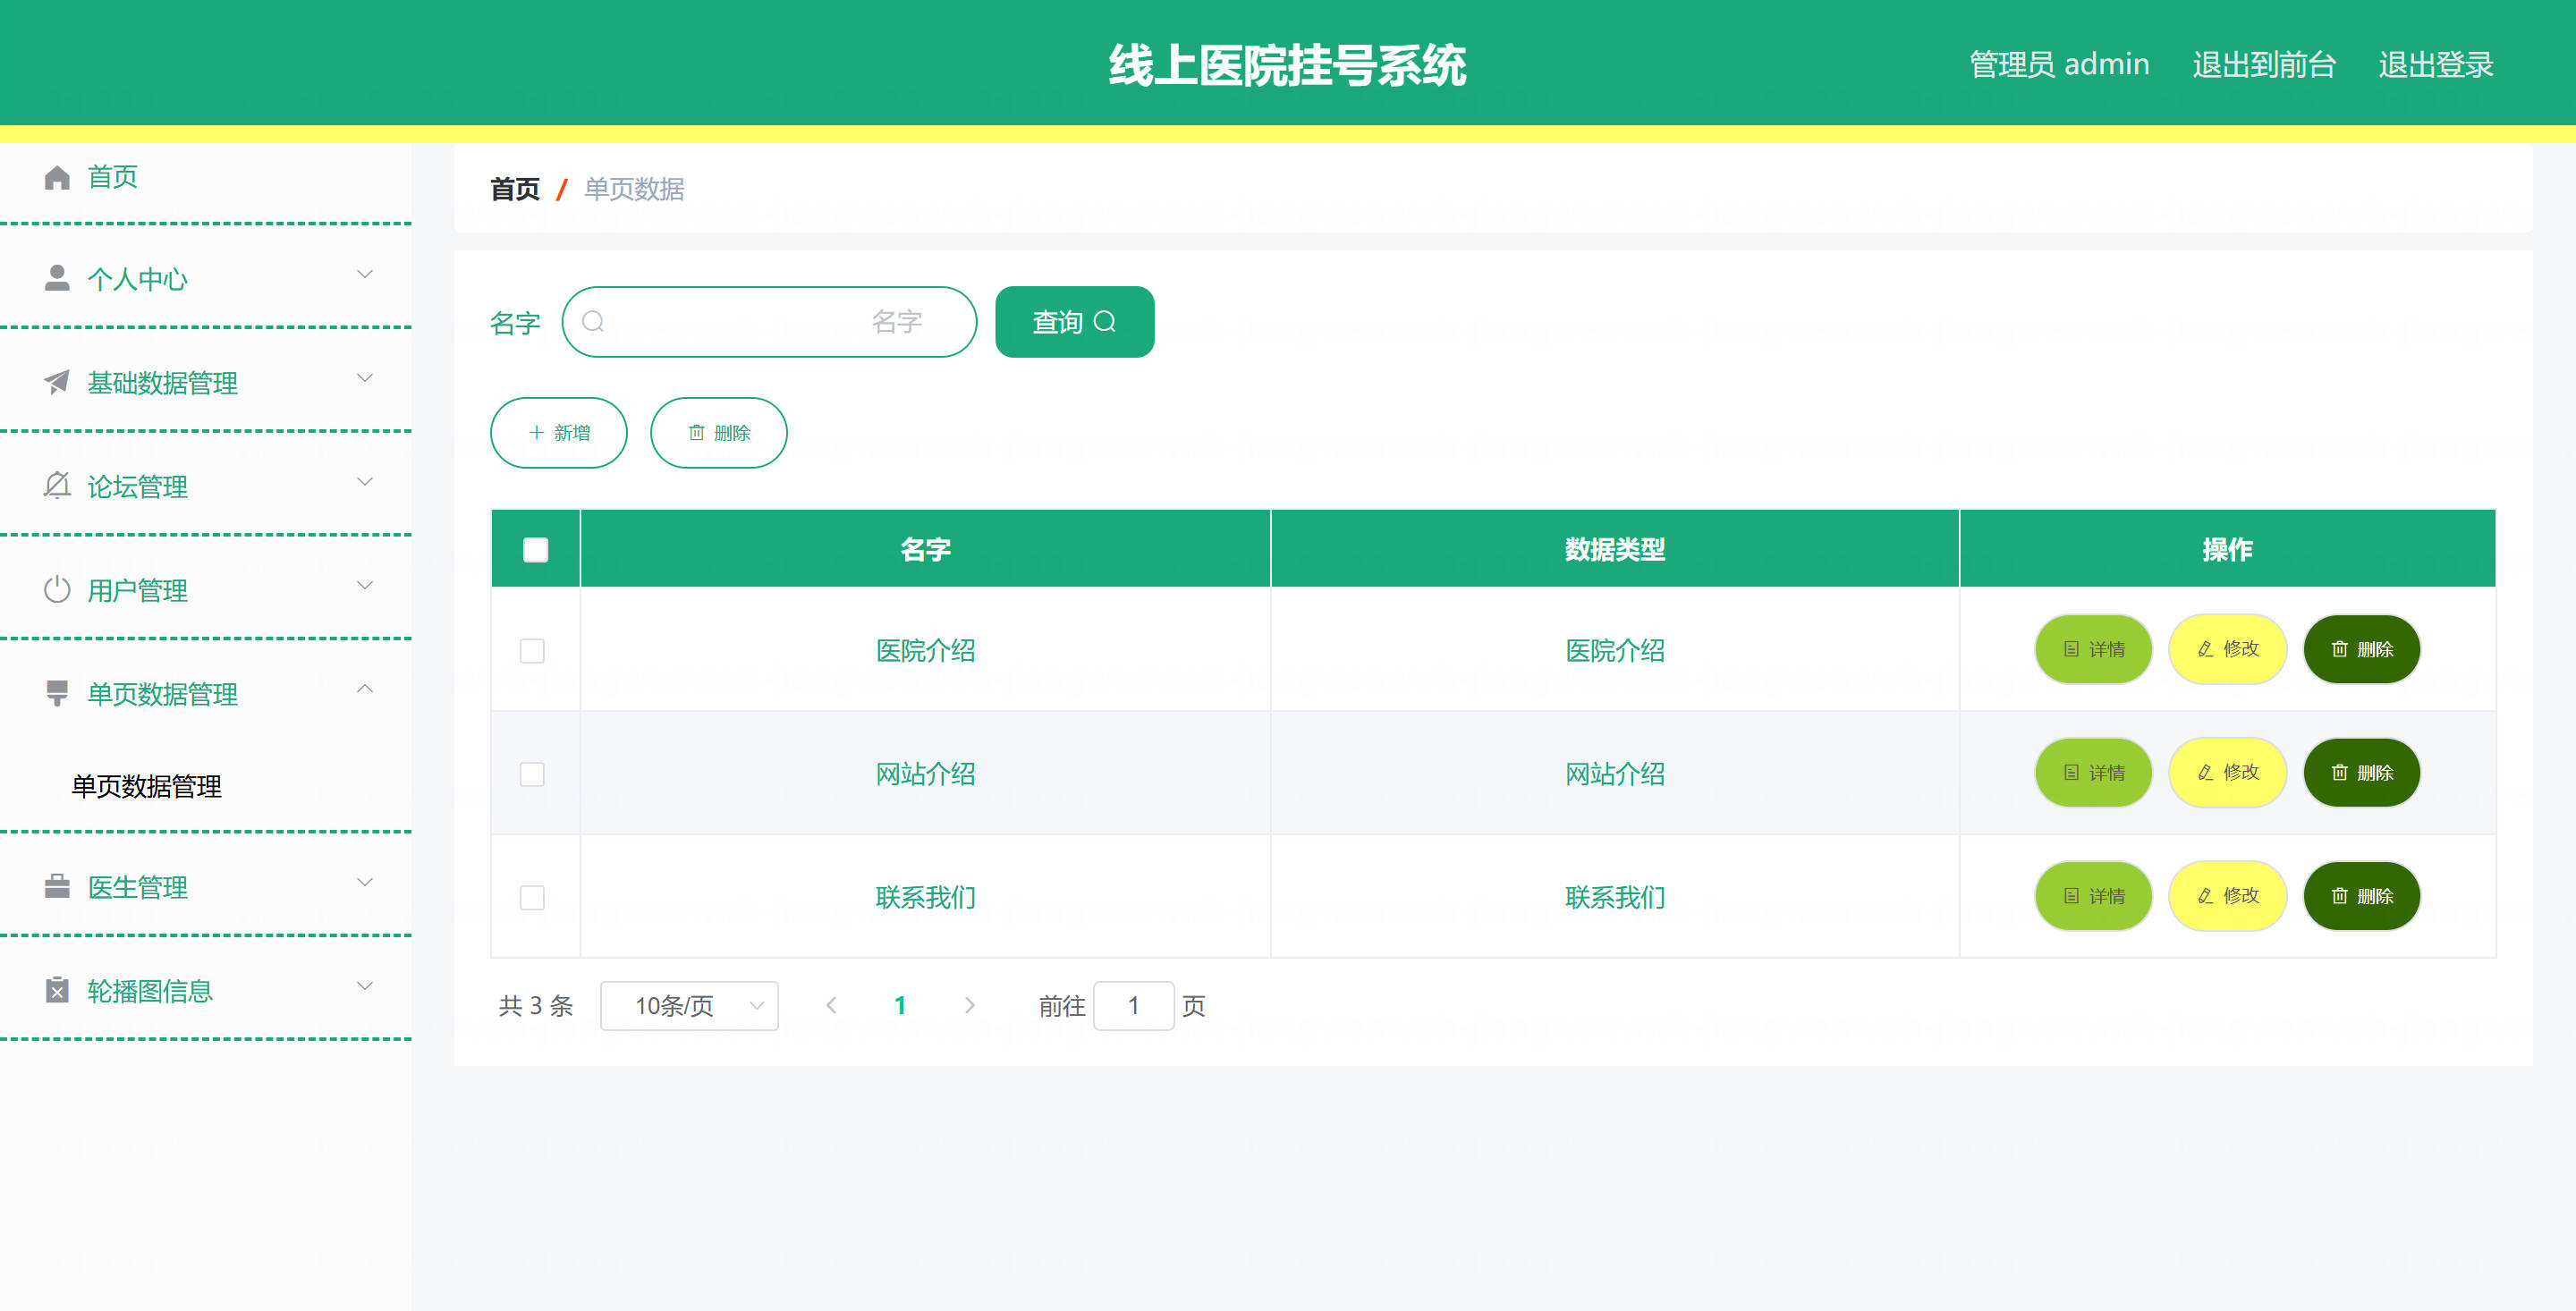 线上医院挂号系统
管理员 admin 退出到前台 退出登录
首页
个人中心
基础数据管理
论坛管理
用户管理
单页数据管理
单页数据管理
医生管理
轮播图信息
首页 / 单页数据
名字 名字 查询
新增 删除
名字 数据类型 操作
医院介绍 医院介绍 详情 修改 删除
网站介绍 网站介绍 详情 修改 删除
联系我们 联系我们 详情 修改 删除
共 3 条 10条/页 1 前往 1 页